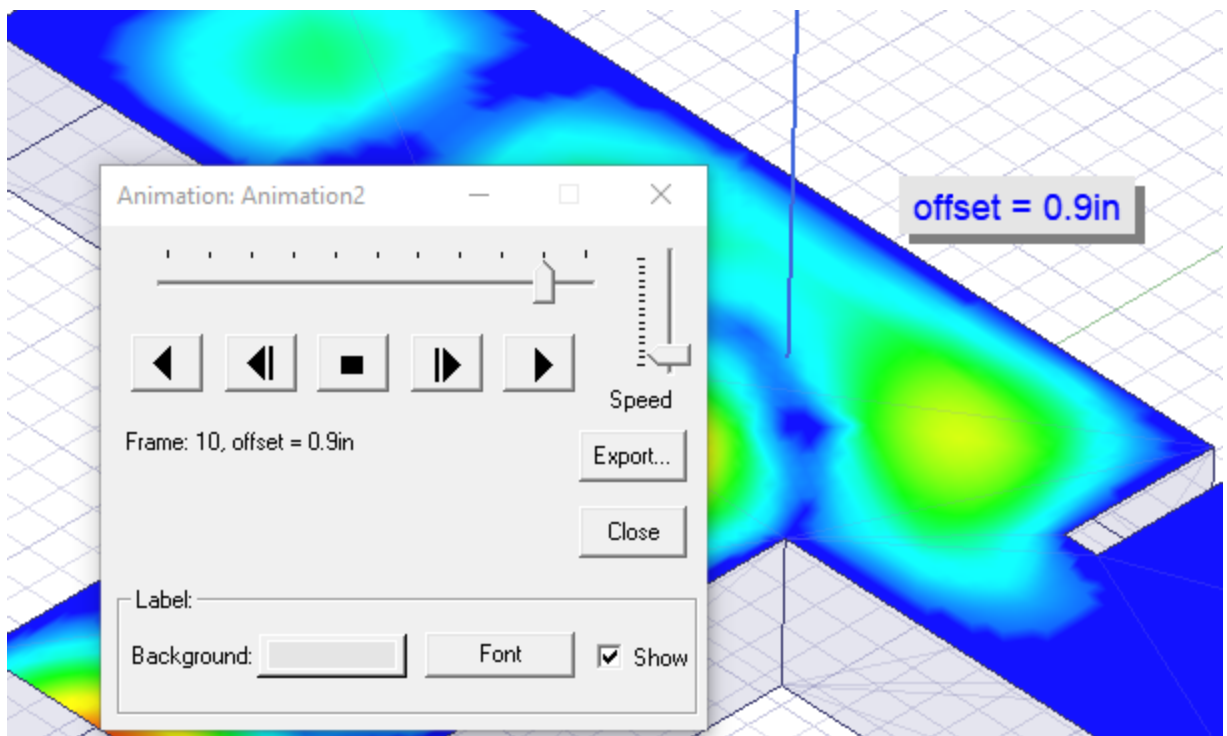 Animation: Animation2
offset = 0.9in
Speed
Frame: 10, offset = 0.9in
Export...
Close
Label:
Background:
Font
Show